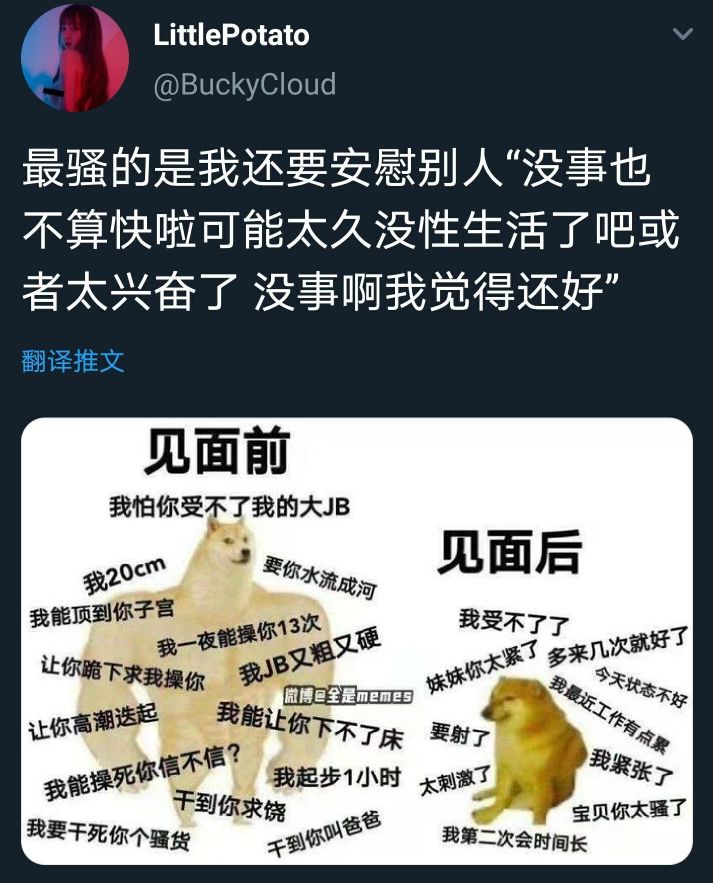 LittlePotato
@BuckyCloud
最骚的是我还要安慰别人“没事也
不算快啦可能太久没性生活了吧或
者太兴奋了 没事啊我觉得还好”
翻译推文
见面前
我怕你受不了我的大JB
我20cm
要你水流成河
我能顶到你子宫
我一夜能操你13次
让你跪下求我操你
我JB又粗又硬
微博@全是memes
让你高潮迭起
我能让你下不了床
我能操死你信不信？
我起步1小时
干到你求饶
我要干死你个骚货
干到你叫爸爸
见面后
我受不了了
妹妹你太紧了
多来几次就好了
今天状态不好
我最近工作有点累
要射了
我紧张了
太刺激了
宝贝你太骚了
我第二次会时间长